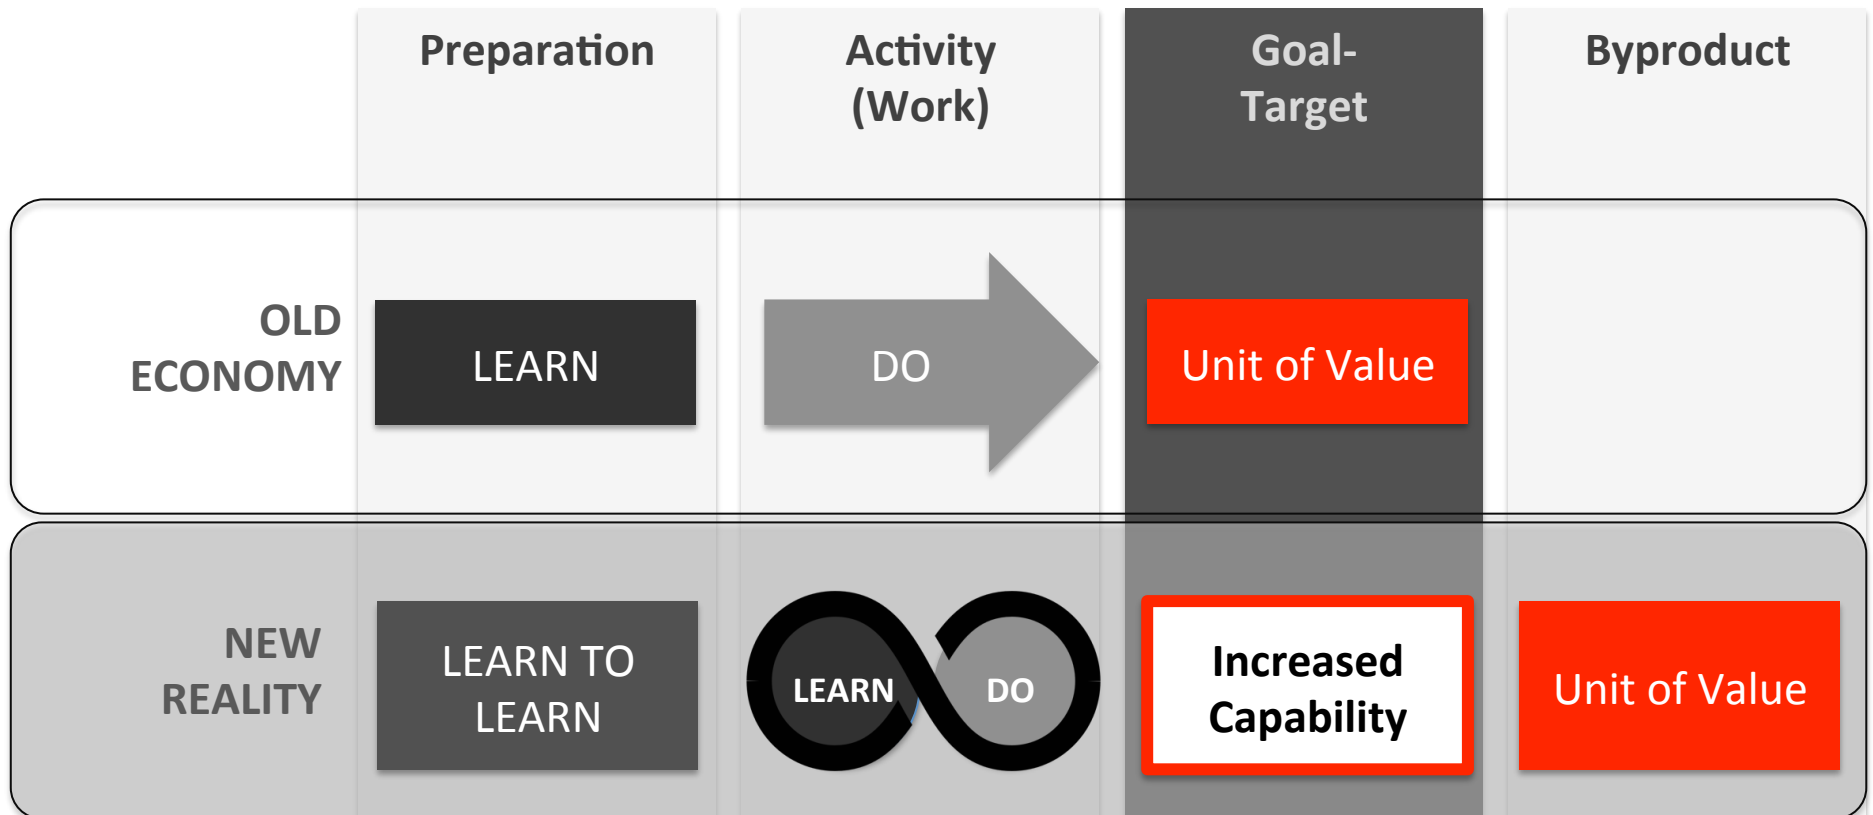 Preparation
Activity
(Work)
Goal-
Target
Byproduct
OLD
ECONOMY
LEARN
DO
Unit of Value
NEW
REALITY
LEARN TO
LEARN
LEARN
DO
Increased
Capability
Unit of Value